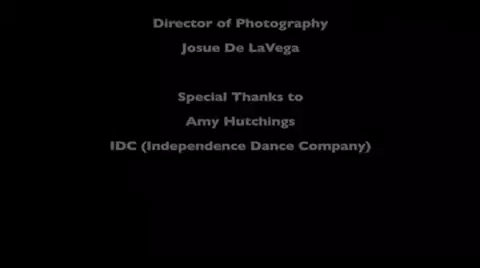 Director of Photography
Josue De LaVega
Special Thanks to
Amy Hutchings
IDC (Independence Dance Company)